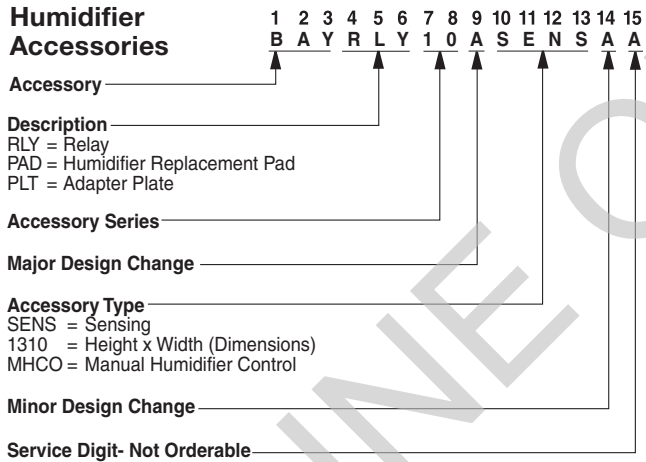 Humidifier
Accessories
1 2 3 4 5 6 7 8 9 10 11 12 13 14 15
B A Y R L Y 1 0 A S E N S A A
Accessory
Description
RLY = Relay
PAD = Humidifier Replacement Pad
PLT = Adapter Plate
Accessory Series
Major Design Change
Accessory Type
SENS = Sensing
1310 = Height x Width (Dimensions)
MHCO = Manual Humidifier Control
Minor Design Change
Service Digit- Not Orderable